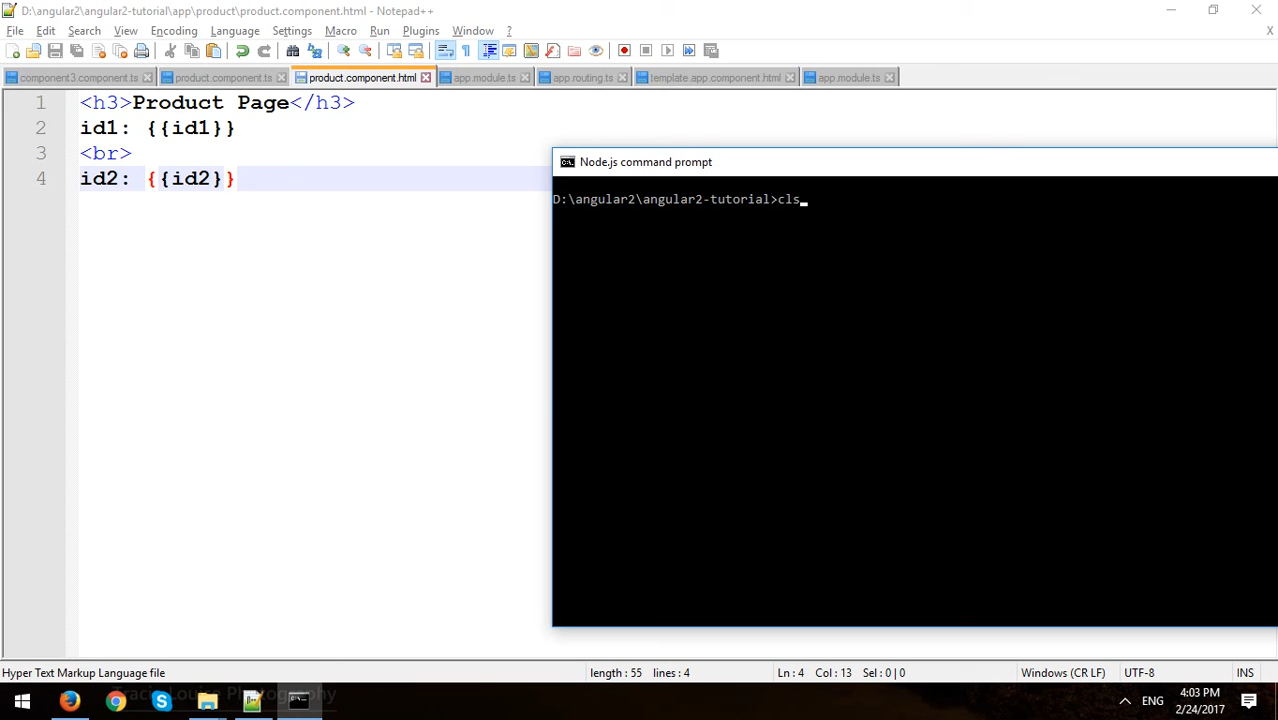 D:\angular2\angular2-tutorial\app\product\product.component.html - Notepad++
File Edit Search View Encoding Language Settings Macro Run Plugins Window ? X
component3.component.ts product.component.ts product.component.html app.module.ts app.routing.ts template.app.component.html app.module.ts
1 <h3>Product Page</h3>
2 id1: {{id1}}
3 <br>
4 id2: {{id2}}
Node.js command prompt
D:\angular2\angular2-tutorial>cls_
Hyper Text Markup Language file length : 55 lines : 4 Ln : 4 Col : 13 Sel : 0 | 0 Windows (CR LF) UTF-8 INS
Tracy Louise Photography
ENG
4:03 PM
2/24/2017